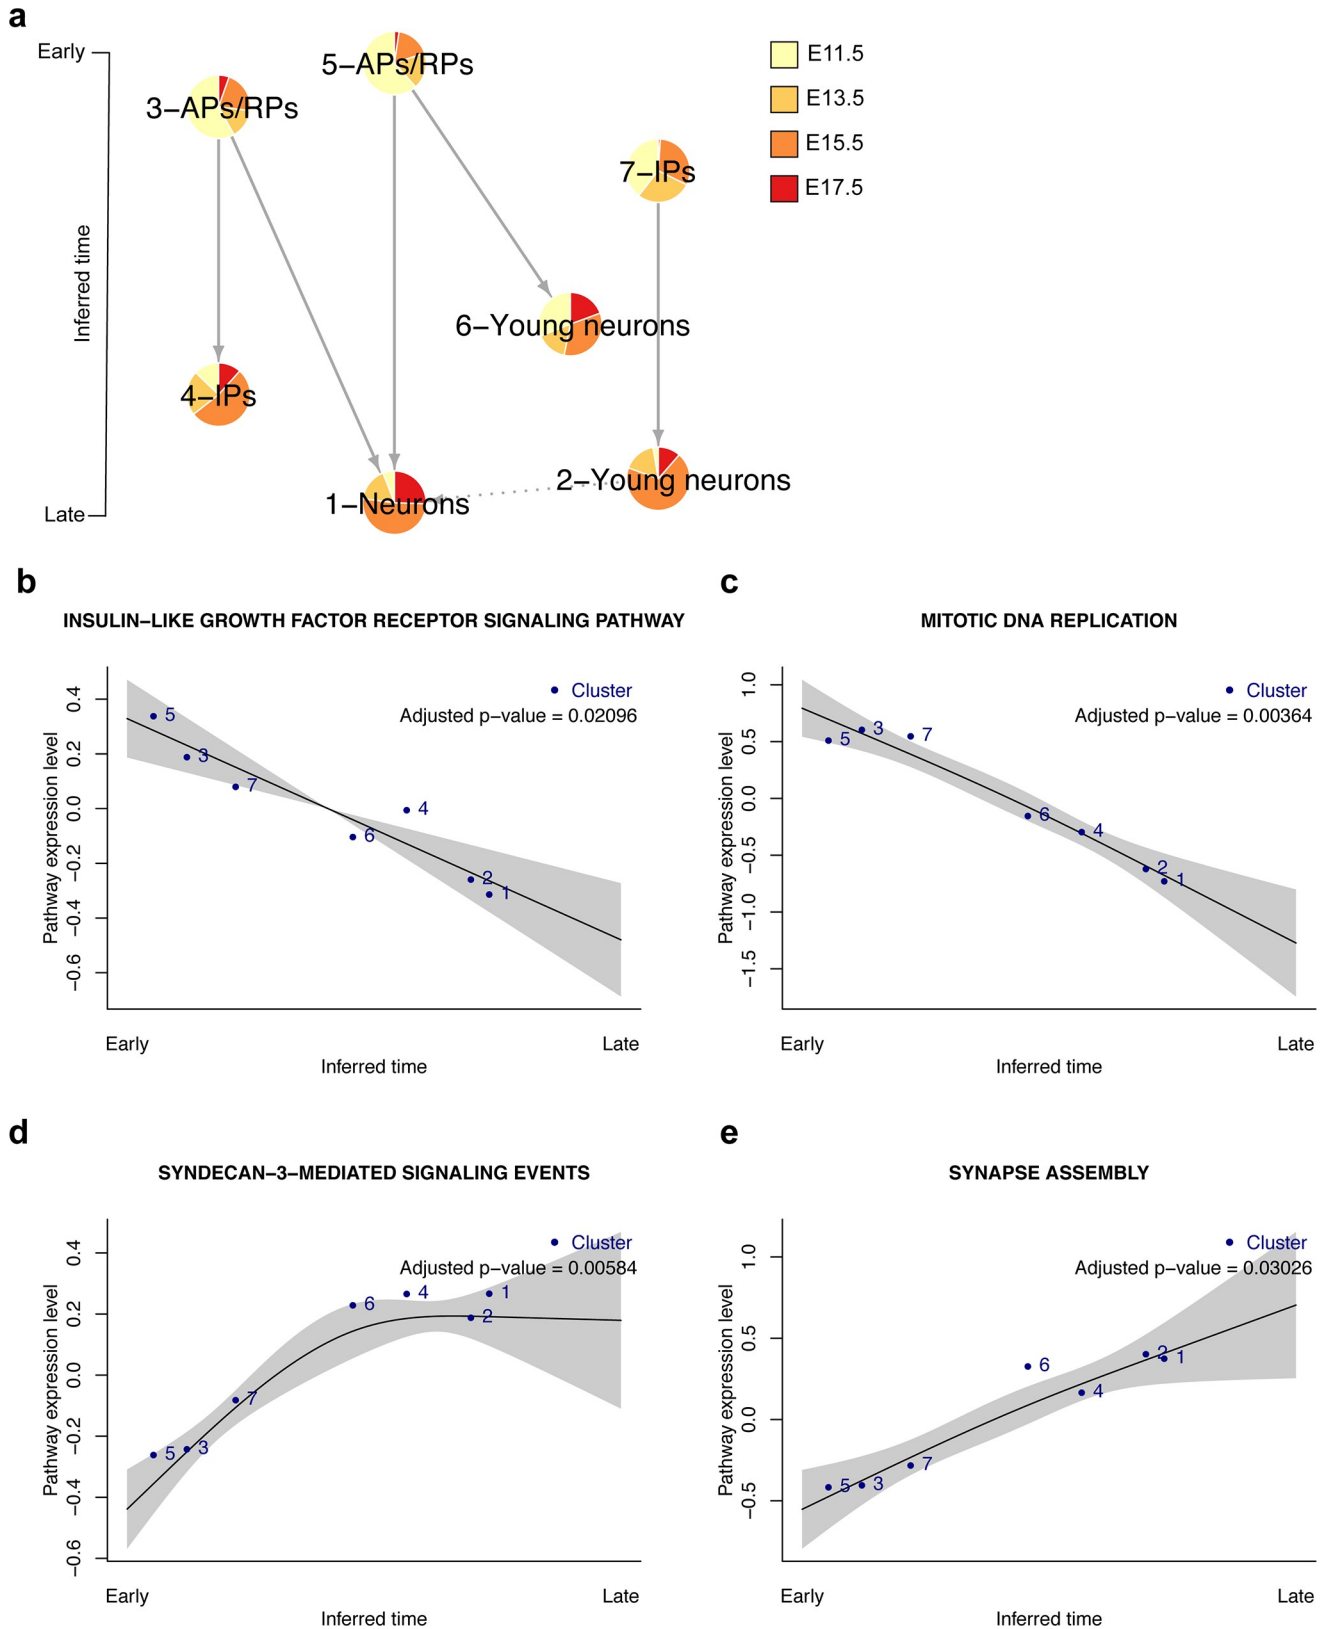 a
Early
Inferred time
Late
3–APs/RPs
5–APs/RPs
7–IPs
6–Young neurons
4–IPs
2–Young neurons
1–Neurons
E11.5
E13.5
E15.5
E17.5
b
INSULIN–LIKE GROWTH FACTOR RECEPTOR SIGNALING PATHWAY
Pathway expression level
0.4
0.2
0.0
−0.2
−0.4
−0.6
Cluster
Adjusted p−value = 0.02096
5
3
7
6
4
2
1
Early
Late
Inferred time
c
MITOTIC DNA REPLICATION
Pathway expression level
1.0
0.5
0.0
−0.5
−1.0
−1.5
Cluster
Adjusted p−value = 0.00364
5
3
7
6
4
2
1
Early
Late
Inferred time
d
SYNDECAN–3–MEDIATED SIGNALING EVENTS
Pathway expression level
0.4
0.2
0.0
−0.2
−0.4
−0.6
Cluster
Adjusted p−value = 0.00584
5
3
7
6
4
2
1
Early
Late
Inferred time
e
SYNAPSE ASSEMBLY
Pathway expression level
1.0
0.5
0.0
−0.5
Cluster
Adjusted p−value = 0.03026
5
3
7
6
4
2
1
Early
Late
Inferred time